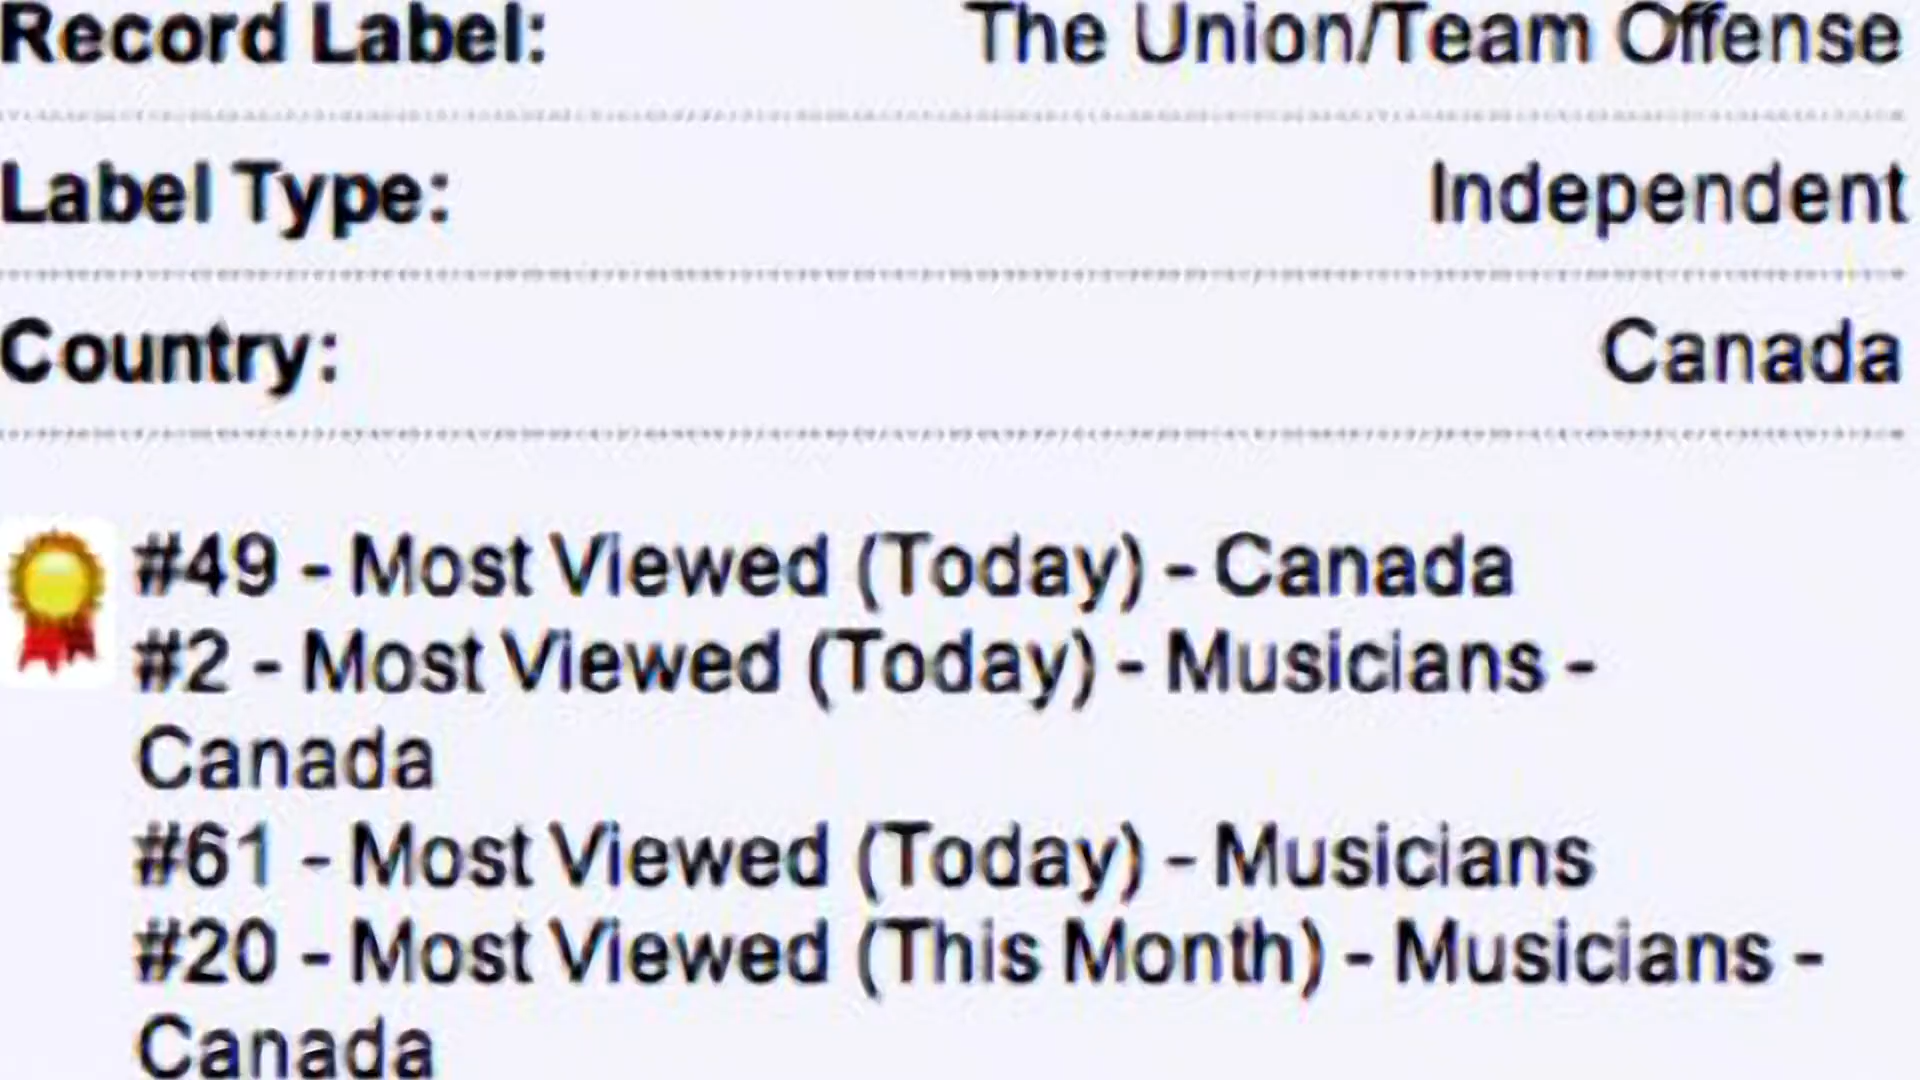 Record Label: The Union/Team Offense
Label Type: Independent
Country: Canada
#49 - Most Viewed (Today) - Canada
#2 - Most Viewed (Today) - Musicians -
Canada
#61 - Most Viewed (Today) - Musicians
#20 - Most Viewed (This Month) - Musicians -
Canada